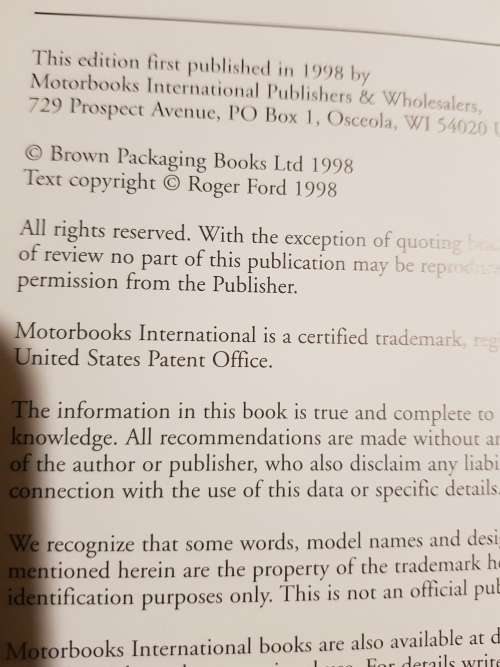 This edition first published in 1998 by
Motorbooks International Publishers & Wholesalers,
729 Prospect Avenue, PO Box 1, Osceola, WI 54020
© Brown Packaging Books Ltd 1998
Text copyright © Roger Ford 1998
All rights reserved. With the exception of quoting
of review no part of this publication may be
permission from the Publisher.
Motorbooks International is a certified trademark,
United States Patent Office.
The information in this book is true and complete to
knowledge. All recommendations are made without
of the author or publisher, who also disclaim any
connection with the use of this data or specific details.
We recognize that some words, model names and
mentioned herein are the property of the trademark
identification purposes only. This is not an official
Motorbooks International books are also available at
For details